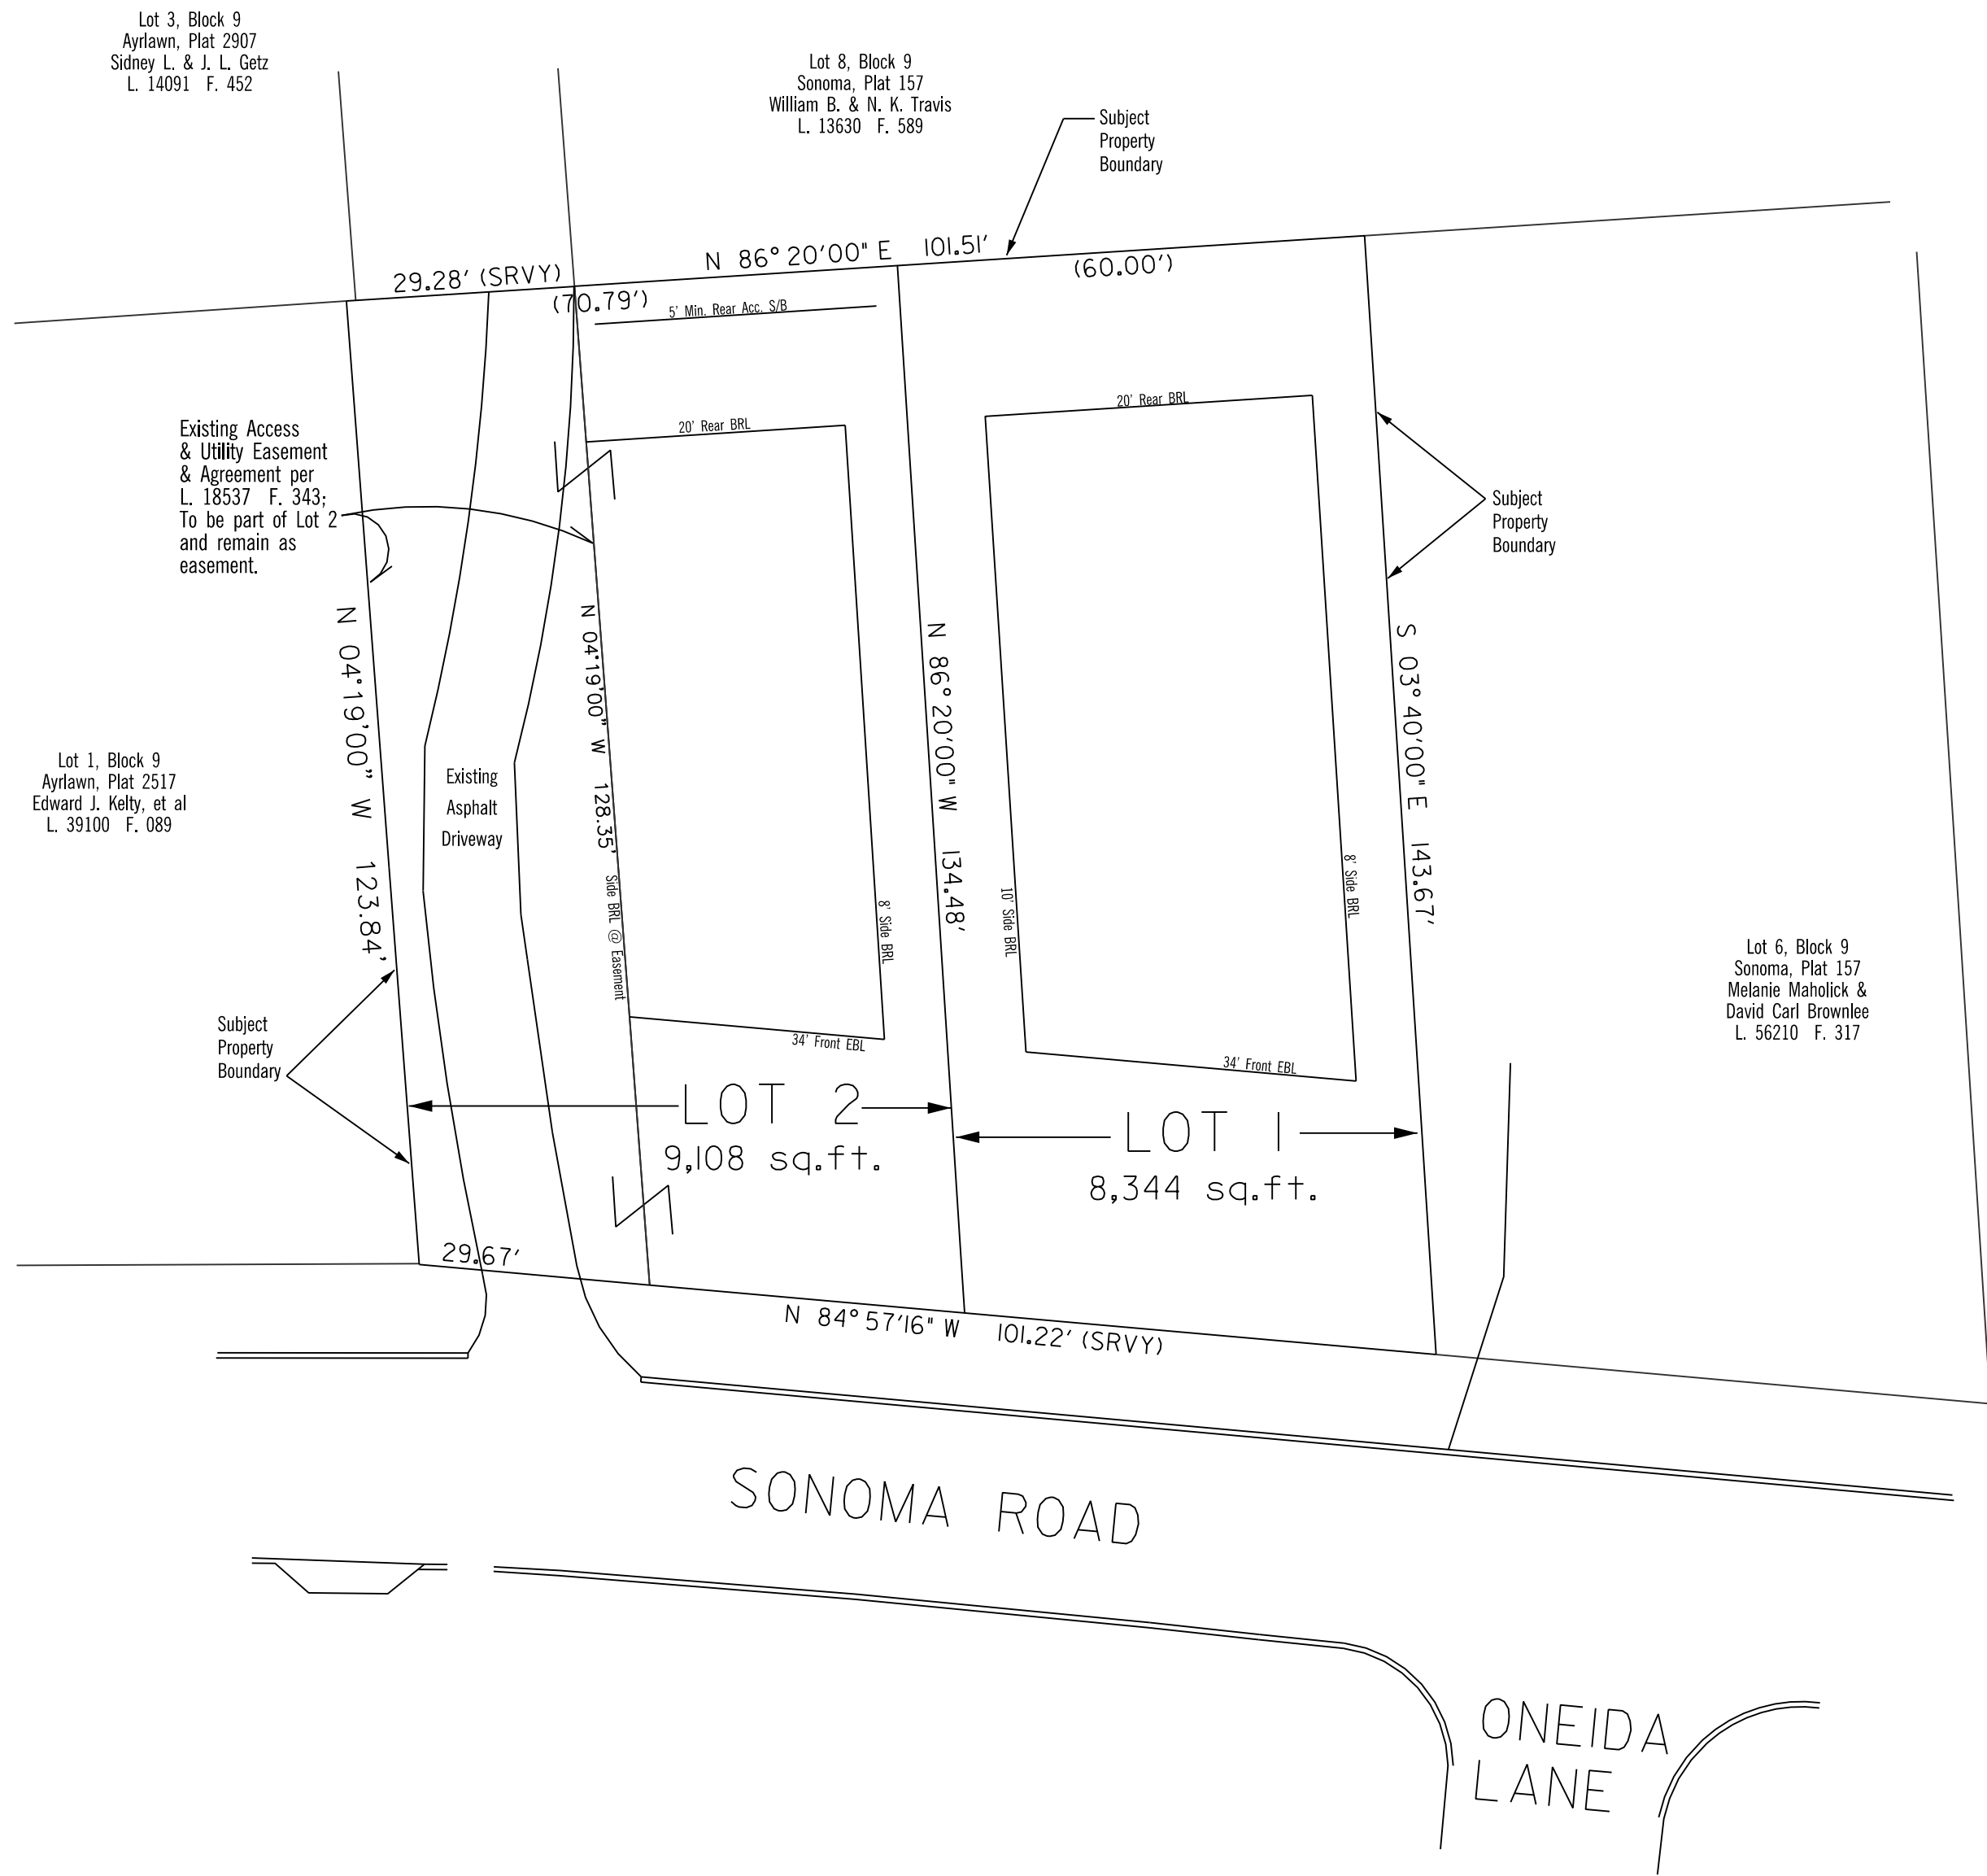 Lot 3, Block 9
Ayrlawn, Plat 2907
Sidney L. & J. L. Getz
L. 14091 F. 452
Lot 8, Block 9
Sonoma, Plat 157
William B. & N. K. Travis
L. 13630 F. 589
Subject
Property
Boundary
29.28' (SRVY)
N 86°20'00" E 101.51'
(70.79')
(60.00')
5' Min. Rear Acc. S/B
20' Rear BRL
20' Rear BRL
Existing Access
& Utility Easement
& Agreement per
L. 18537 F. 343;
To be part of Lot 2
and remain as
easement.
Subject
Property
Boundary
N 04°19'00" W 123.84'
N 04°19'00" W 128.35'
Side BRL @ Easement
N 86°20'00" W 134.48'
S 03°40'00" E 143.67'
Lot 1, Block 9
Ayrlawn, Plat 2517
Edward J. Kelty, et al
L. 39100 F. 089
Existing
Asphalt
Driveway
8' Side BRL
10' Side BRL
8' Side BRL
Lot 6, Block 9
Sonoma, Plat 157
Melanie Maholick &
David Carl Brownlee
L. 56210 F. 317
Subject
Property
Boundary
34' Front EBL
34' Front EBL
LOT 2
9,108 sq.ft.
LOT 1
8,344 sq.ft.
29.67'
N 84°57'16" W 101.22' (SRVY)
SONOMA ROAD
ONEIDA
LANE